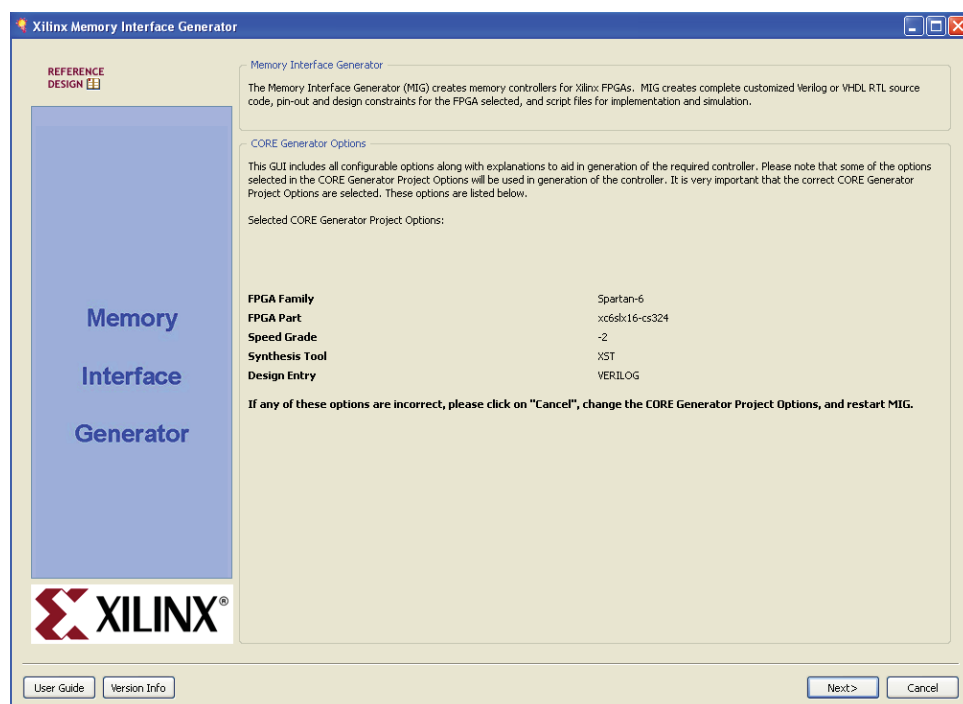 Xilinx Memory Interface Generator
REFERENCE
DESIGN
Memory
Interface
Generator
XILINX®
Memory Interface Generator
The Memory Interface Generator (MIG) creates memory controllers for Xilinx FPGAs. MIG creates complete customized Verilog or VHDL RTL source
code, pin-out and design constraints for the FPGA selected, and script files for implementation and simulation.
CORE Generator Options
This GUI includes all configurable options along with explanations to aid in generation of the required controller. Please note that some of the options
selected in the CORE Generator Project Options will be used in generation of the controller. It is very important that the correct CORE Generator
Project Options are selected. These options are listed below.
Selected CORE Generator Project Options:
FPGA Family Spartan-6
FPGA Part xc6slx16-cs324
Speed Grade -2
Synthesis Tool XST
Design Entry VERILOG
If any of these options are incorrect, please click on "Cancel", change the CORE Generator Project Options, and restart MIG.
User Guide Version Info Next> Cancel